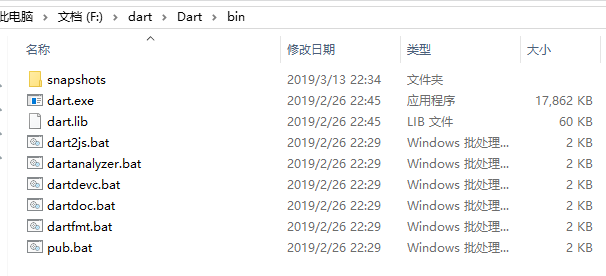 此电脑 › 文档 (F:) › dart › Dart › bin
名称 修改日期 类型 大小
snapshots 2019/3/13 22:34 文件夹
dart.exe 2019/2/26 22:45 应用程序 17,862 KB
dart.lib 2019/2/26 22:45 LIB 文件 60 KB
dart2js.bat 2019/2/26 22:29 Windows 批处理... 2 KB
dartanalyzer.bat 2019/2/26 22:29 Windows 批处理... 2 KB
dartdevc.bat 2019/2/26 22:29 Windows 批处理... 2 KB
dartdoc.bat 2019/2/26 22:29 Windows 批处理... 2 KB
dartfmt.bat 2019/2/26 22:29 Windows 批处理... 2 KB
pub.bat 2019/2/26 22:29 Windows 批处理... 2 KB